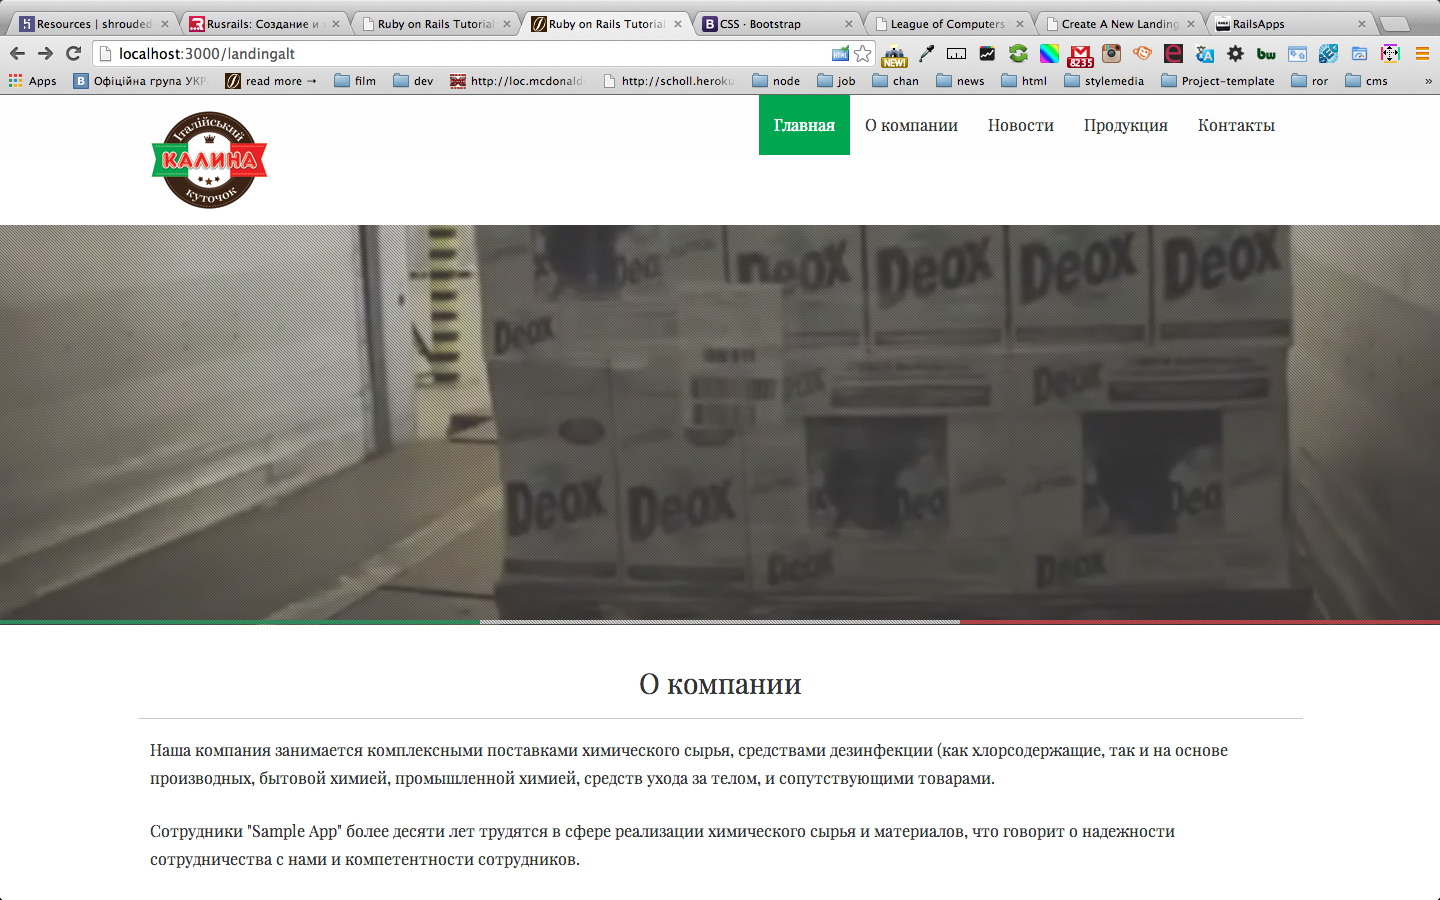 Resources | shrouded
Rusrails: Создание и
Ruby on Rails Tutorial
Ruby on Rails Tutorial
CSS · Bootstrap
League of Computers
Create A New Landing
RailsApps
localhost:3000/landingalt
NEW!
8235
bw
Apps
Офіційна група УКР
read more →
film
dev
http://loc.mcdonald
http://scholl.heroku
node
job
chan
news
html
stylemedia
Project-template
ror
cms
»
Італійський
КАЛИНА
куточок
Главная
О компании
Новости
Продукция
Контакты
Deox
Deox
Deox
Deox
Deox
Deox
Deox
Deox
Deox
Deox
Deox
О компании
Наша компания занимается комплексными поставками химического сырья, средствами дезинфекции (как хлорсодержащие, так и на основе
производных, бытовой химией, промышленной химией, средств ухода за телом, и сопутствующими товарами.
Сотрудники "Sample App" более десяти лет трудятся в сфере реализации химического сырья и материалов, что говорит о надежности
сотрудничества с нами и компетентности сотрудников.